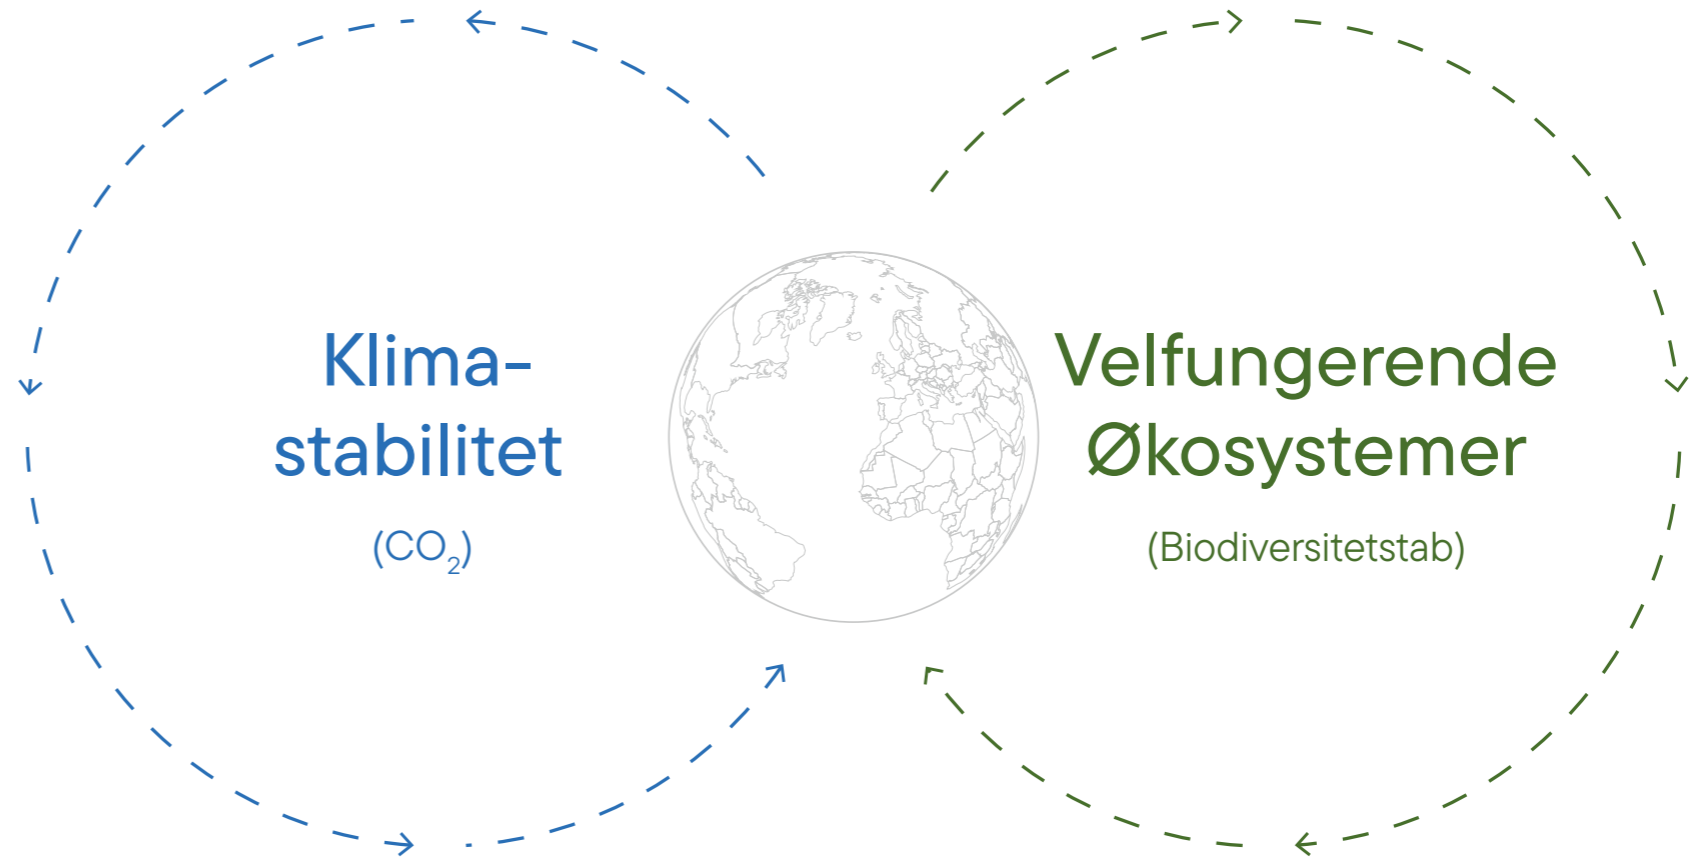 Klima-
stabilitet
(CO₂)
Velfungerende
Økosystemer
(Biodiversitetstab)